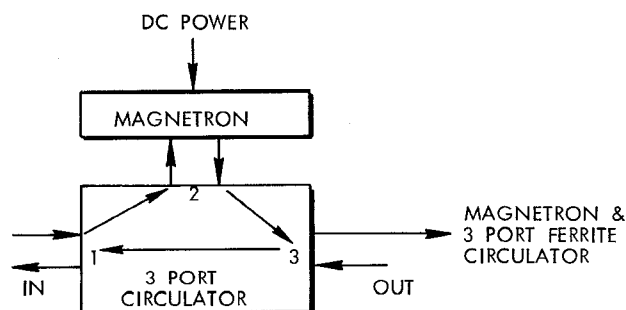 DC POWER
MAGNETRON
2
1
3
3 PORT
CIRCULATOR
IN
OUT
MAGNETRON &
3 PORT FERRITE
CIRCULATOR